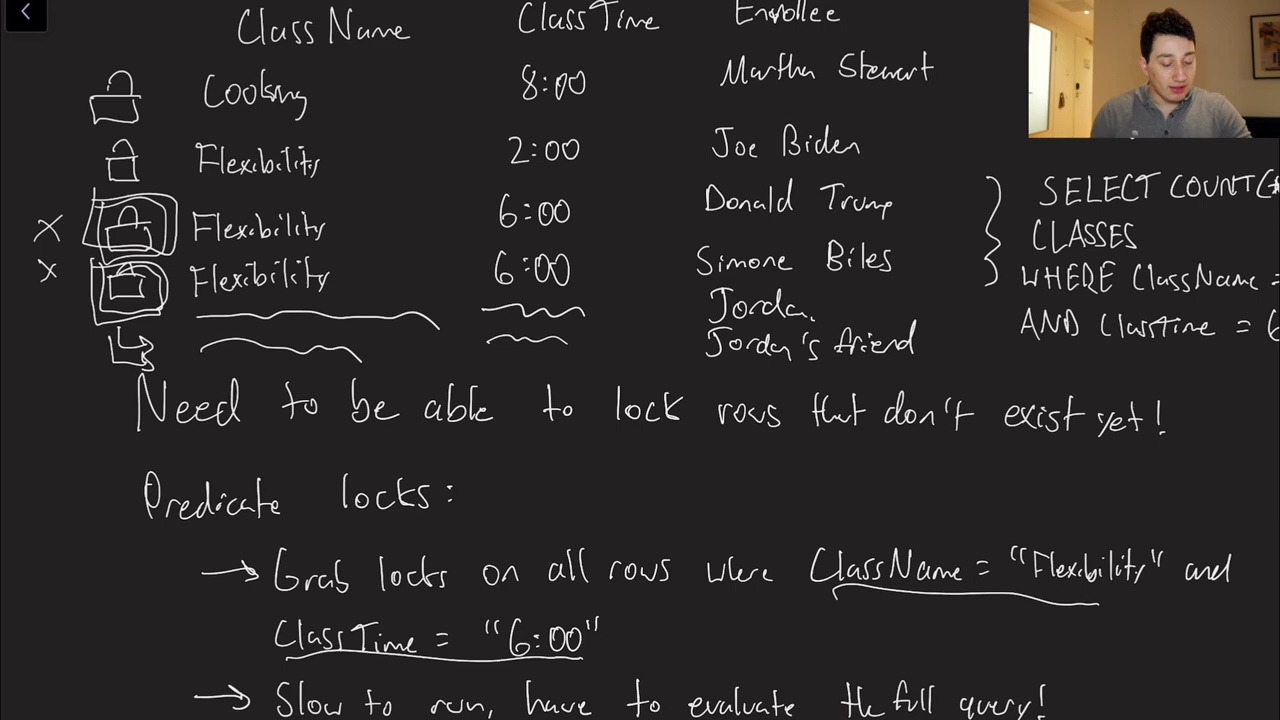 Class Name ClassTime Enrollee
Cooking 8:00 Martha Stewart
Flexibility 2:00 Joe Biden
X Flexibility 6:00 Donald Trump
X Flexibility 6:00 Simone Biles
Jordan
Jordan's friend
SELECT COUNT(*
CLASSES
WHERE ClassName =
AND ClassTime = 6
Need to be able to lock rows that don't exist yet!
Predicate locks:
→ Grab locks on all rows where ClassName = "Flexibility" and
ClassTime = "6:00"
→ Slow to run, have to evaluate the full query!